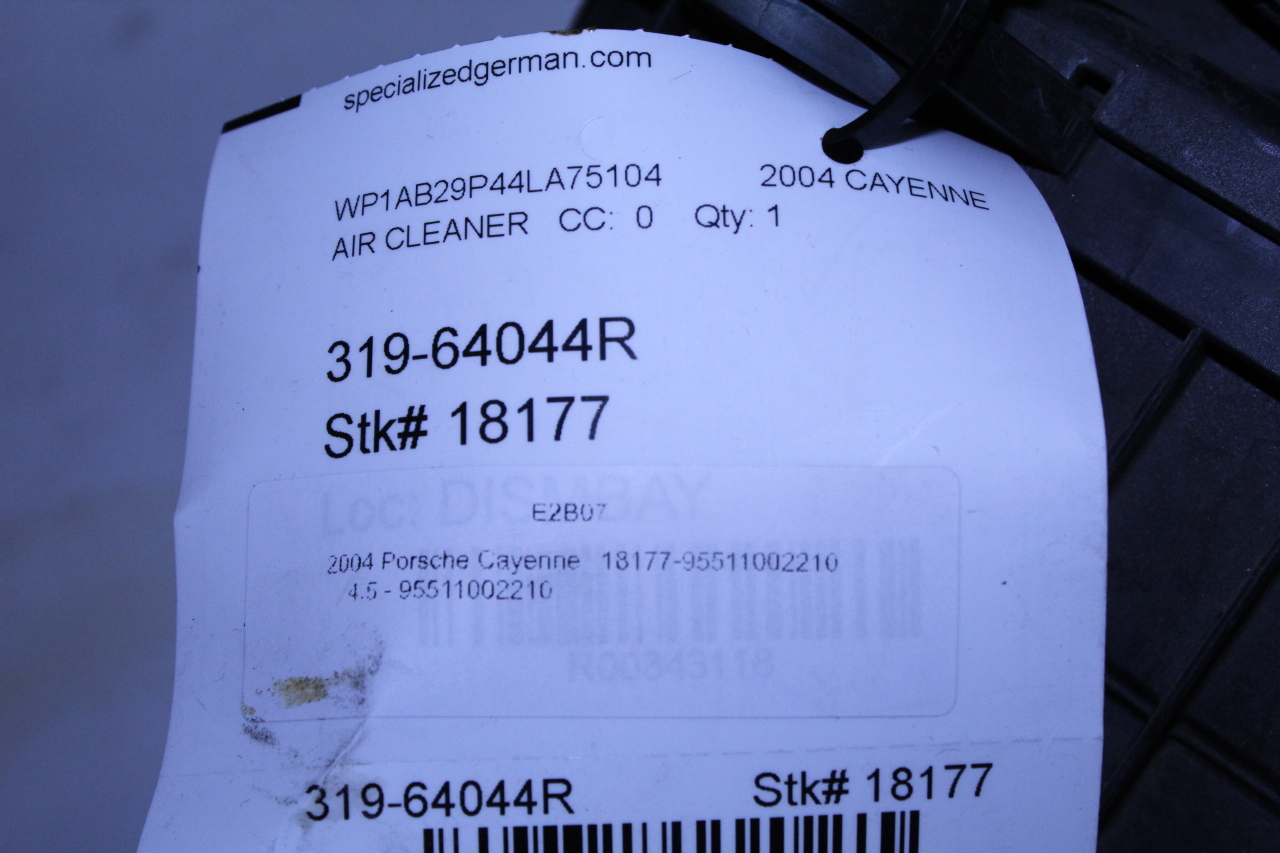 specializedgerman.com
WP1AB29P44LA75104 2004 CAYENNE
AIR CLEANER CC: 0 Qty: 1
319-64044R
Stk# 18177
Loc: DISMBAY
E2B07
2004 Porsche Cayenne 18177-95511002210
4.5 - 95511002210
319-64044R Stk# 18177